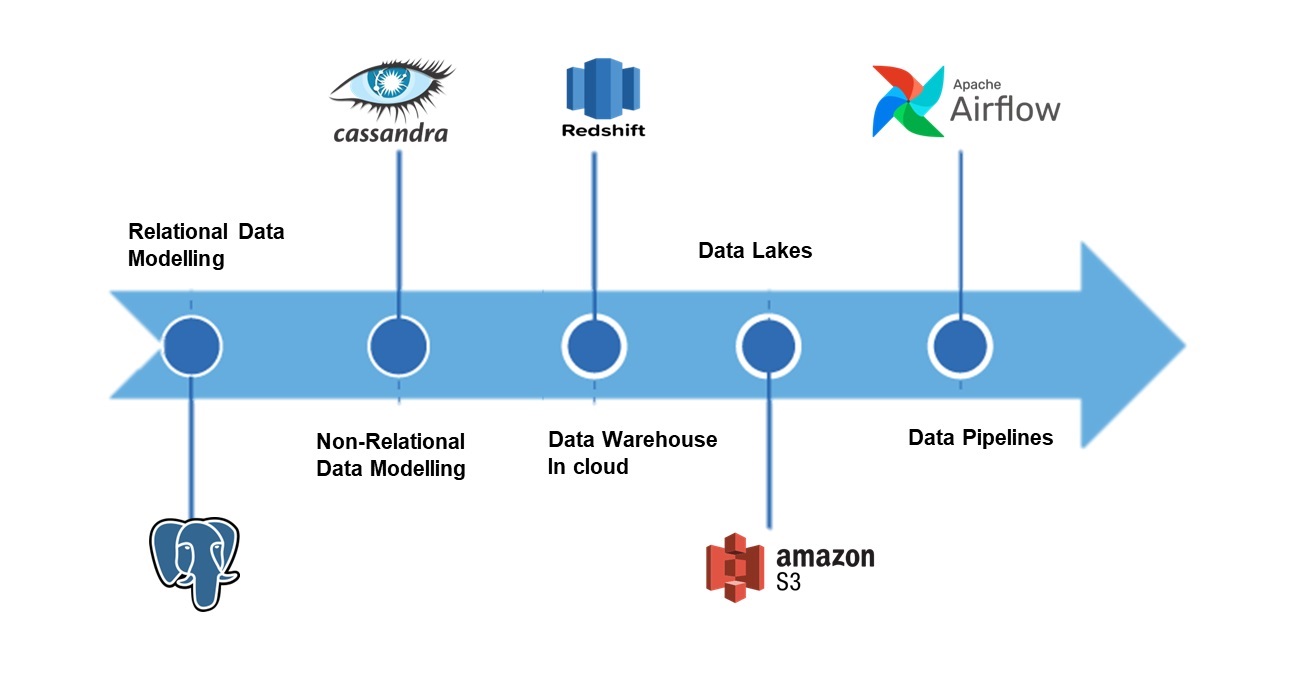 cassandra
Redshift
Apache
Airflow
Relational Data
Modelling
Data Lakes
Non-Relational
Data Modelling
Data Warehouse
In cloud
Data Pipelines
amazon
S3